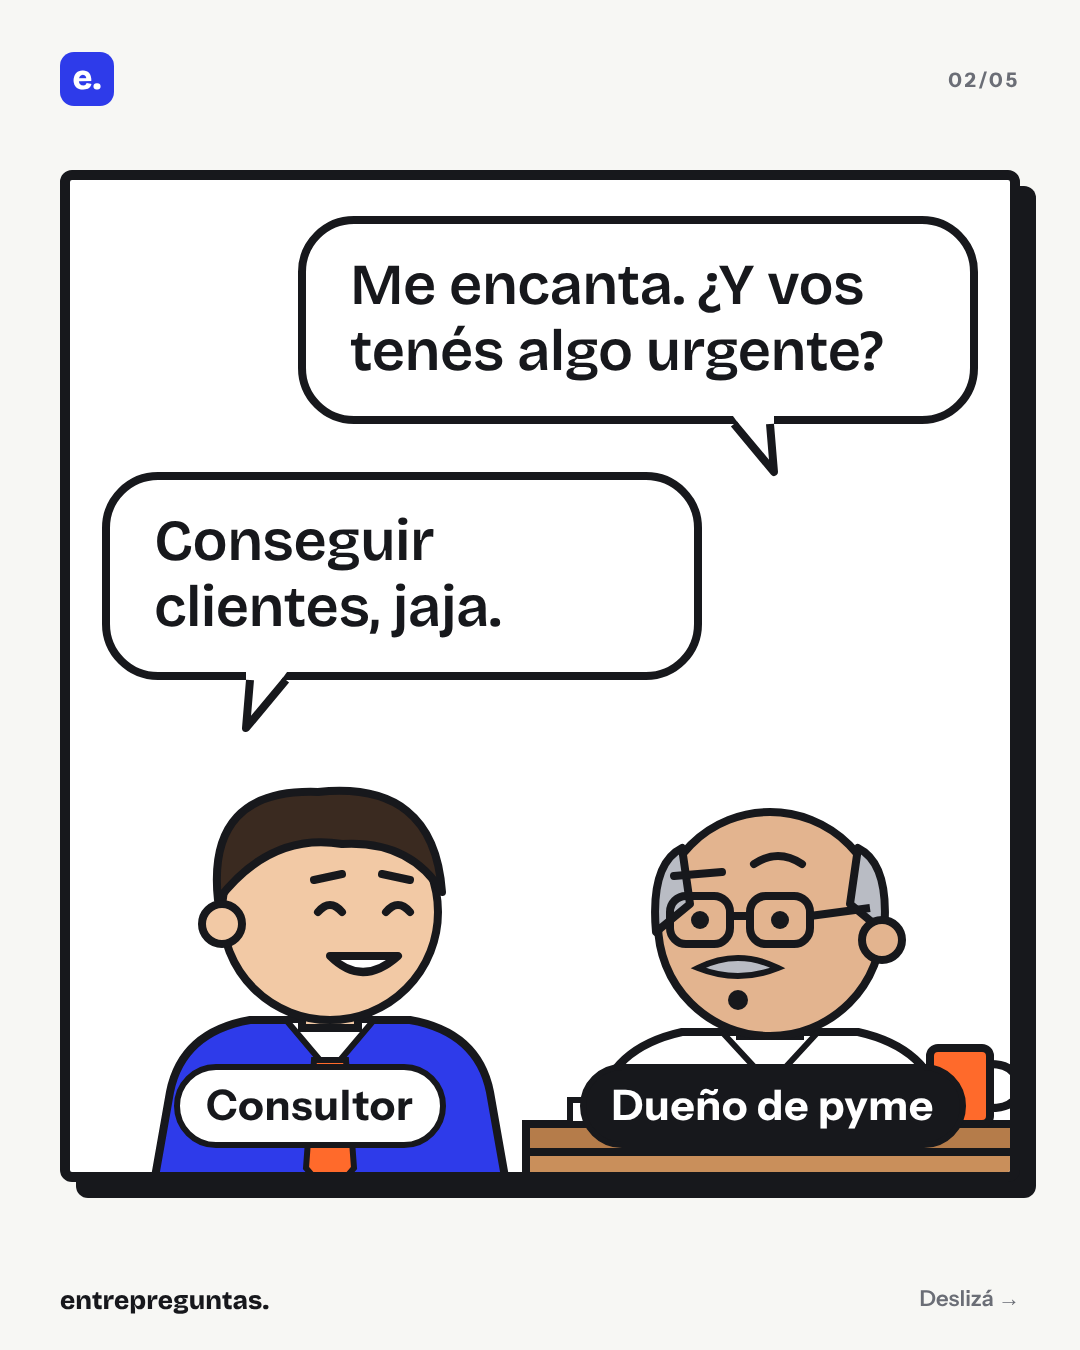 e.
02/05
Me encanta. ¿Y vos
tenés algo urgente?
Conseguir
clientes, jaja.
Consultor
Dueño de pyme
entrepreguntas.
Deslizá →